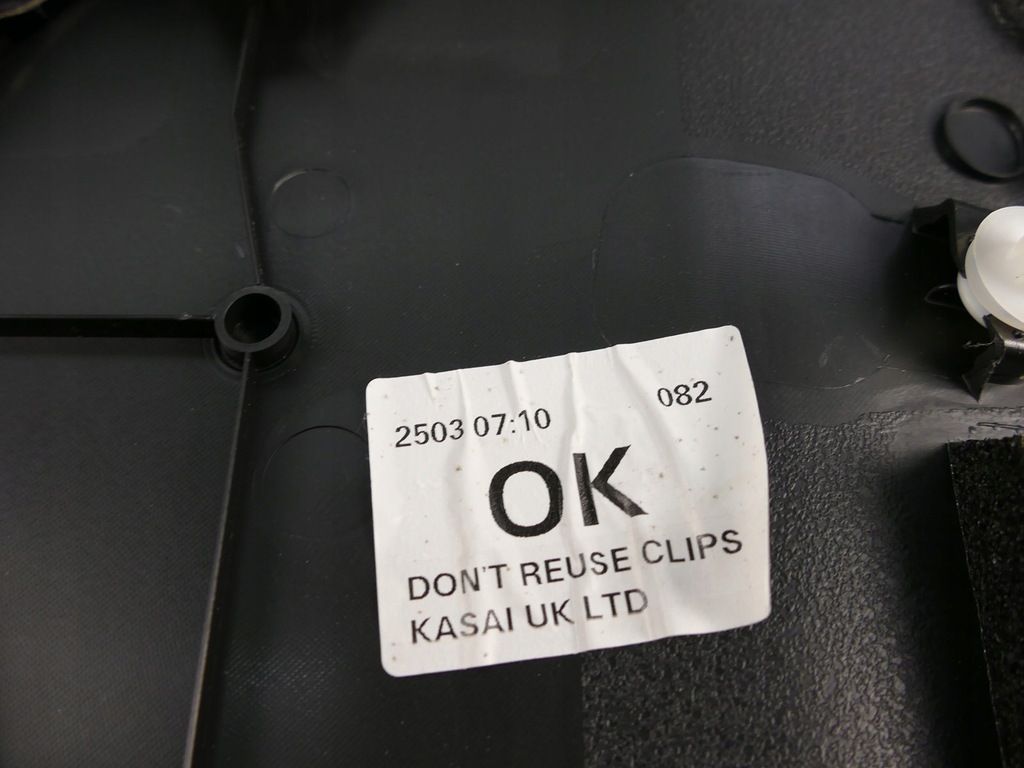 2503 07:10 082
OK
DON'T REUSE CLIPS
KASAI UK LTD